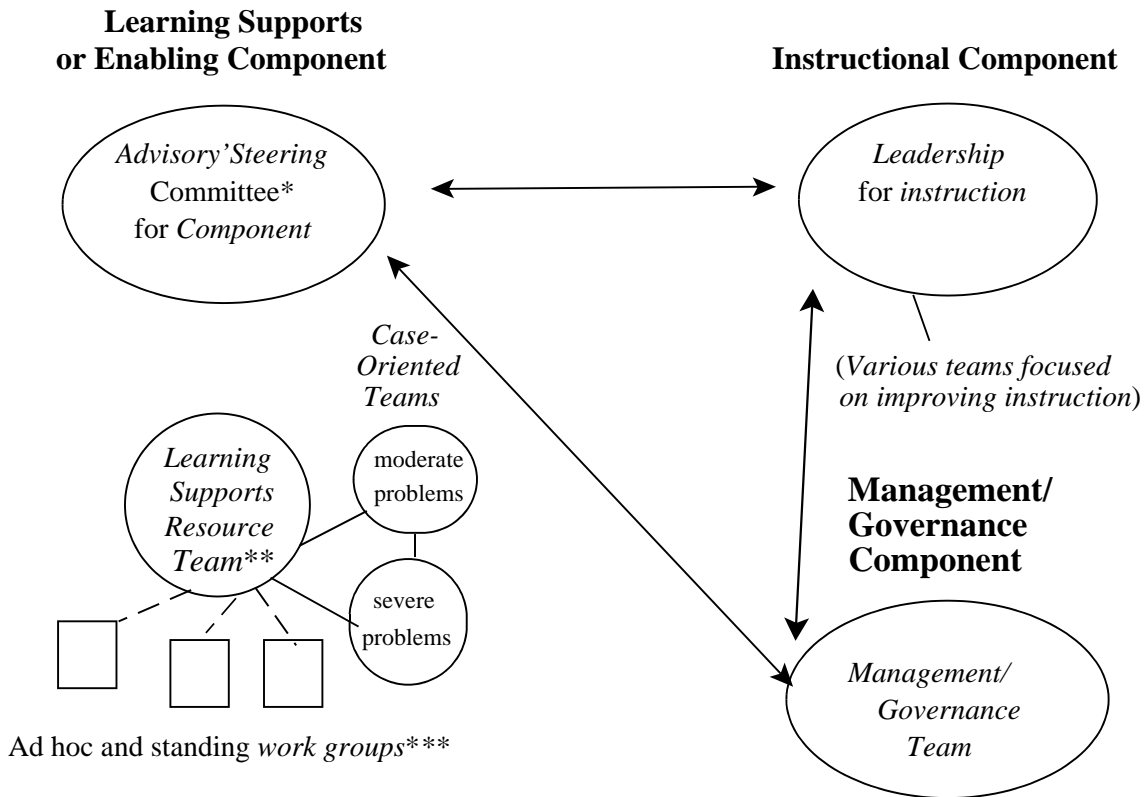 Learning Supports
or Enabling Component
Instructional Component
Advisory’Steering
Committee*
for Component
Leadership
for instruction
Case-
Oriented
Teams
(Various teams focused
on improving instruction)
Learning
Supports
Resource
Team**
moderate
problems
severe
problems
Management/
Governance
Component
Management/
Governance
Team
Ad hoc and standing work groups***